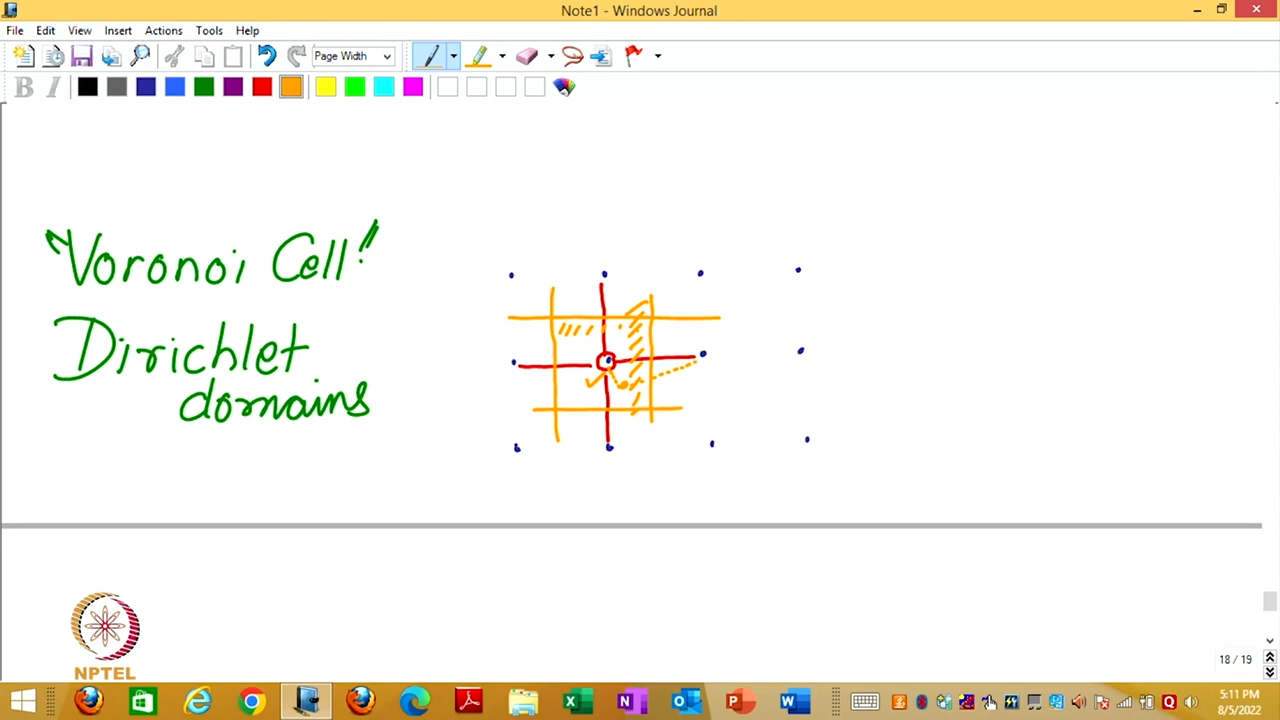 Note1 - Windows Journal
File Edit View Insert Actions Tools Help
Page Width
B I
"Voronoi Cell"
Dirichlet
domains
NPTEL
18 / 19
5:11 PM
8/5/2022